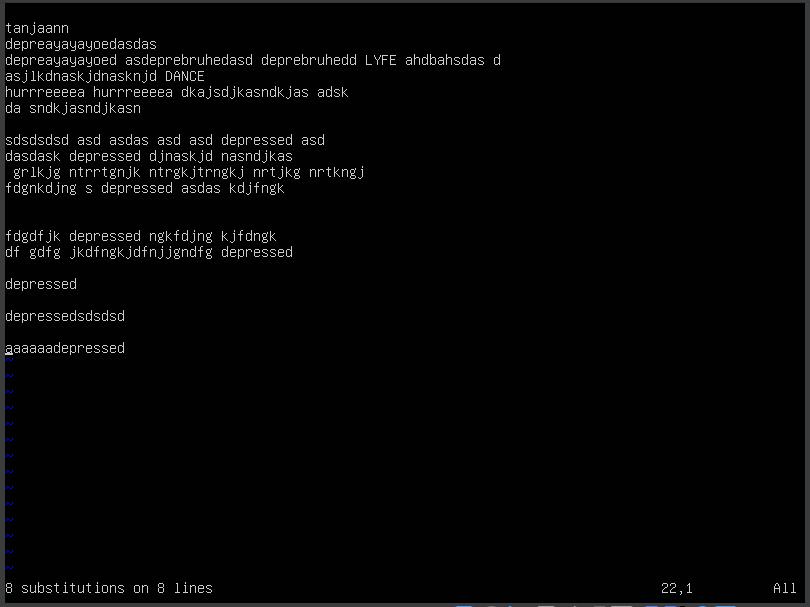 tanjaann
depreayayayoedasdas
depreayayayoed asdeprebruhedasd deprebruhedd LYFE ahdbahsdas d
asjlkdnaskjdnasknjd DANCE
hurrreeeea hurrreeeea dkajsdjkasndkjas adsk
da sndkjasndjkasn
sdsdsdsd asd asdas asd asd depressed asd
dasdask depressed djnaskjd nasndjkas
grlkjg ntrrtgnjk ntrgkjtrngkj nrtjkg nrtkngj
fdgnkdjng s depressed asdas kdjfngk
fdgdfjk depressed ngkfdjng kjfdngk
df gdfg jkdfngkjdfnjjgndfg depressed
depressed
depressedsdsdsd
aaaaaadepressed
~
~
~
~
~
~
~
~
~
~
~
~
~
~
8 substitutions on 8 lines 22,1 All